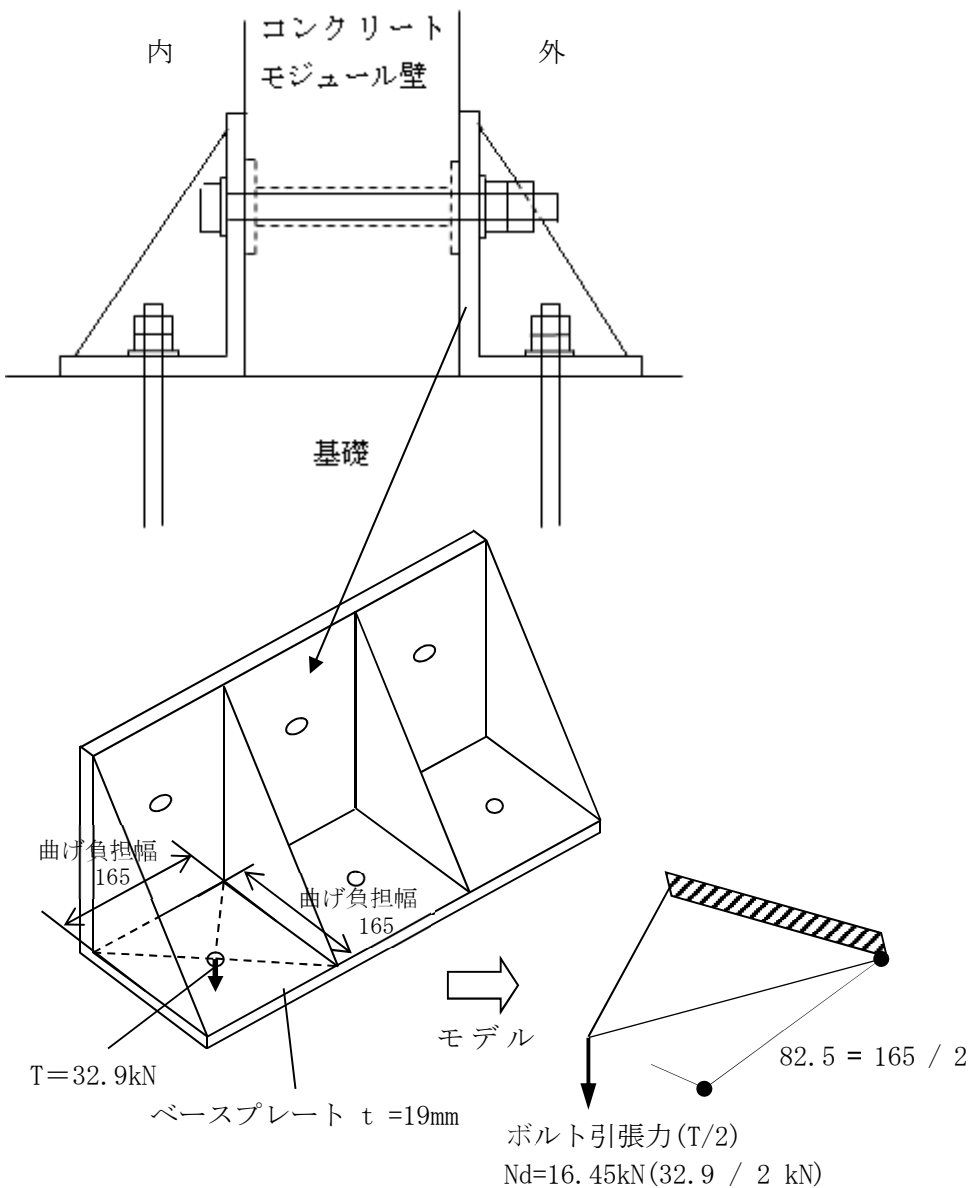 内
コンクリート
モジュール壁
外
基礎
曲げ負担幅
165
曲げ負担幅
165
T＝32.9kN
ベースプレート t =19mm
モデル
82.5 = 165 / 2
ボルト引張力(T/2)
Nd=16.45kN(32.9 / 2 kN)